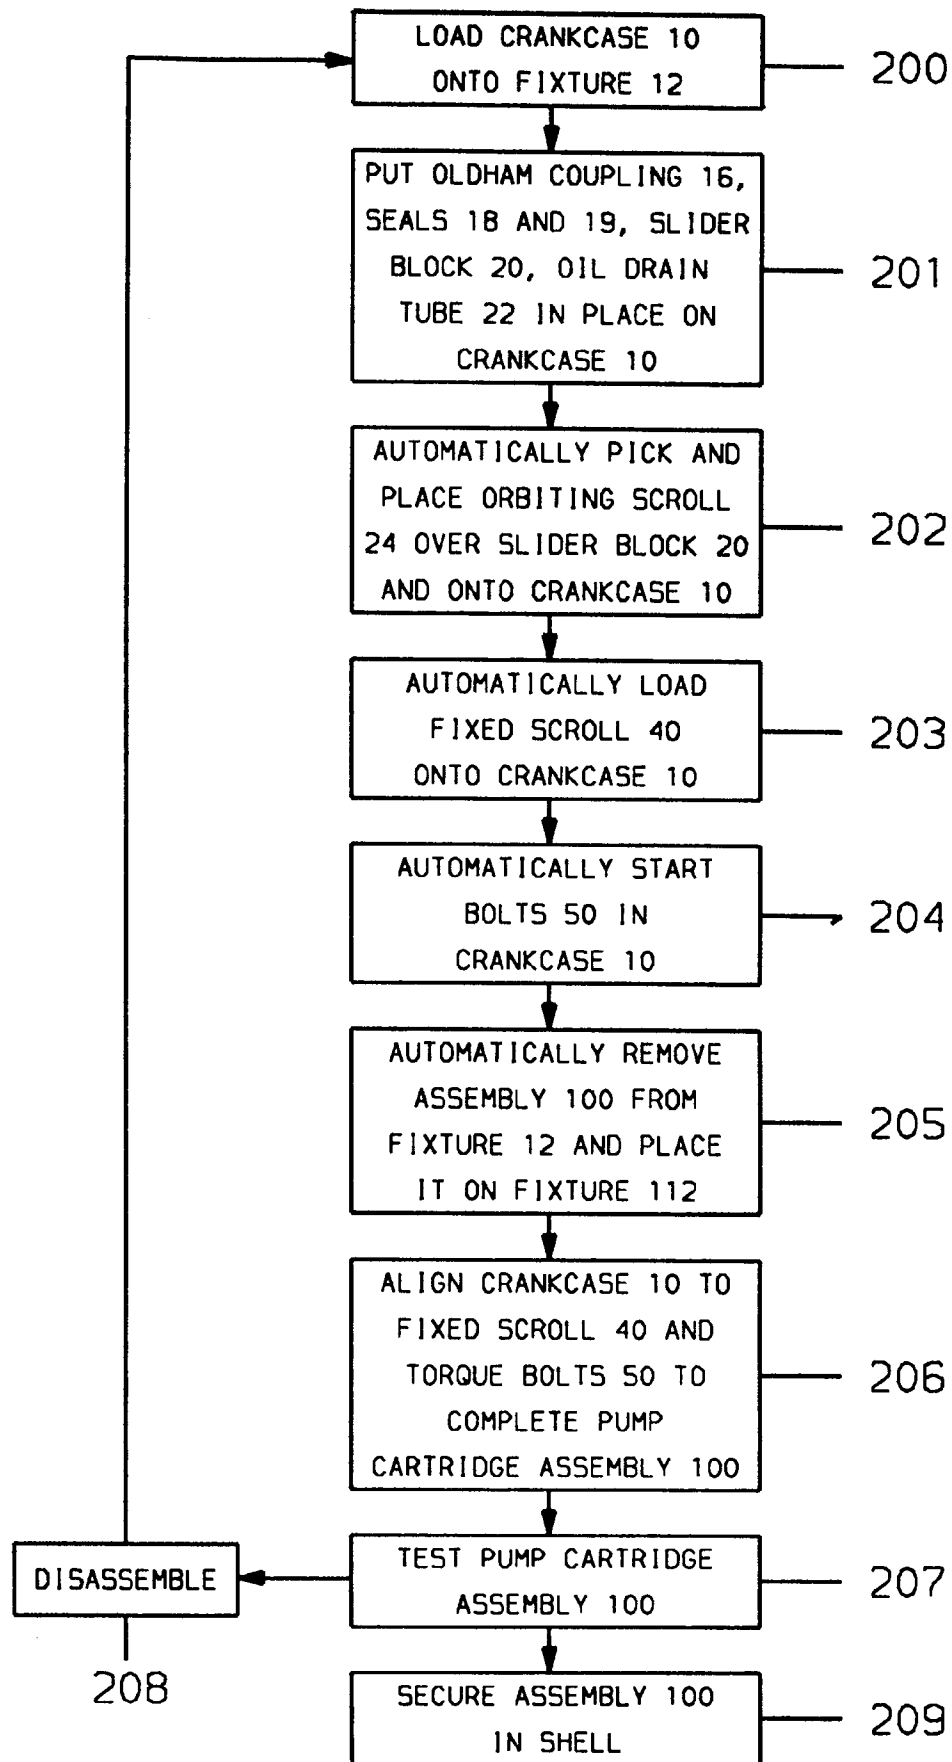 LOAD CRANKCASE 10
ONTO FIXTURE 12
200
PUT OLDHAM COUPLING 16,
SEALS 18 AND 19, SLIDER
BLOCK 20, OIL DRAIN
TUBE 22 IN PLACE ON
CRANKCASE 10
201
AUTOMATICALLY PICK AND
PLACE ORBITING SCROLL
24 OVER SLIDER BLOCK 20
AND ONTO CRANKCASE 10
202
AUTOMATICALLY LOAD
FIXED SCROLL 40
ONTO CRANKCASE 10
203
AUTOMATICALLY START
BOLTS 50 IN
CRANKCASE 10
204
AUTOMATICALLY REMOVE
ASSEMBLY 100 FROM
FIXTURE 12 AND PLACE
IT ON FIXTURE 112
205
ALIGN CRANKCASE 10 TO
FIXED SCROLL 40 AND
TORQUE BOLTS 50 TO
COMPLETE PUMP
CARTRIDGE ASSEMBLY 100
206
TEST PUMP CARTRIDGE
ASSEMBLY 100
207
DISASSEMBLE
208
SECURE ASSEMBLY 100
IN SHELL
209